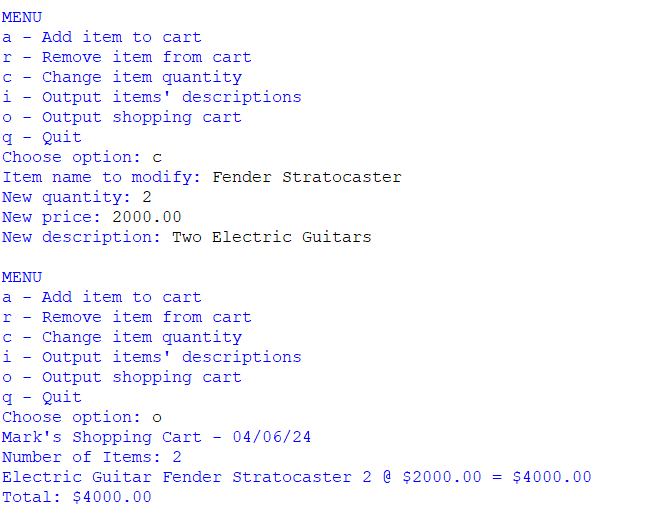 MENU
a - Add item to cart
r - Remove item from cart
c - Change item quantity
i - Output items' descriptions
o - Output shopping cart
q - Quit
Choose option: c
Item name to modify: Fender Stratocaster
New quantity: 2
New price: 2000.00
New description: Two Electric Guitars
MENU
a - Add item to cart
r - Remove item from cart
c - Change item quantity
i - Output items' descriptions
o - Output shopping cart
q - Quit
Choose option: o
Mark's Shopping Cart - 04/06/24
Number of Items: 2
Electric Guitar Fender Stratocaster 2 @ $2000.00 = $4000.00
Total: $4000.00